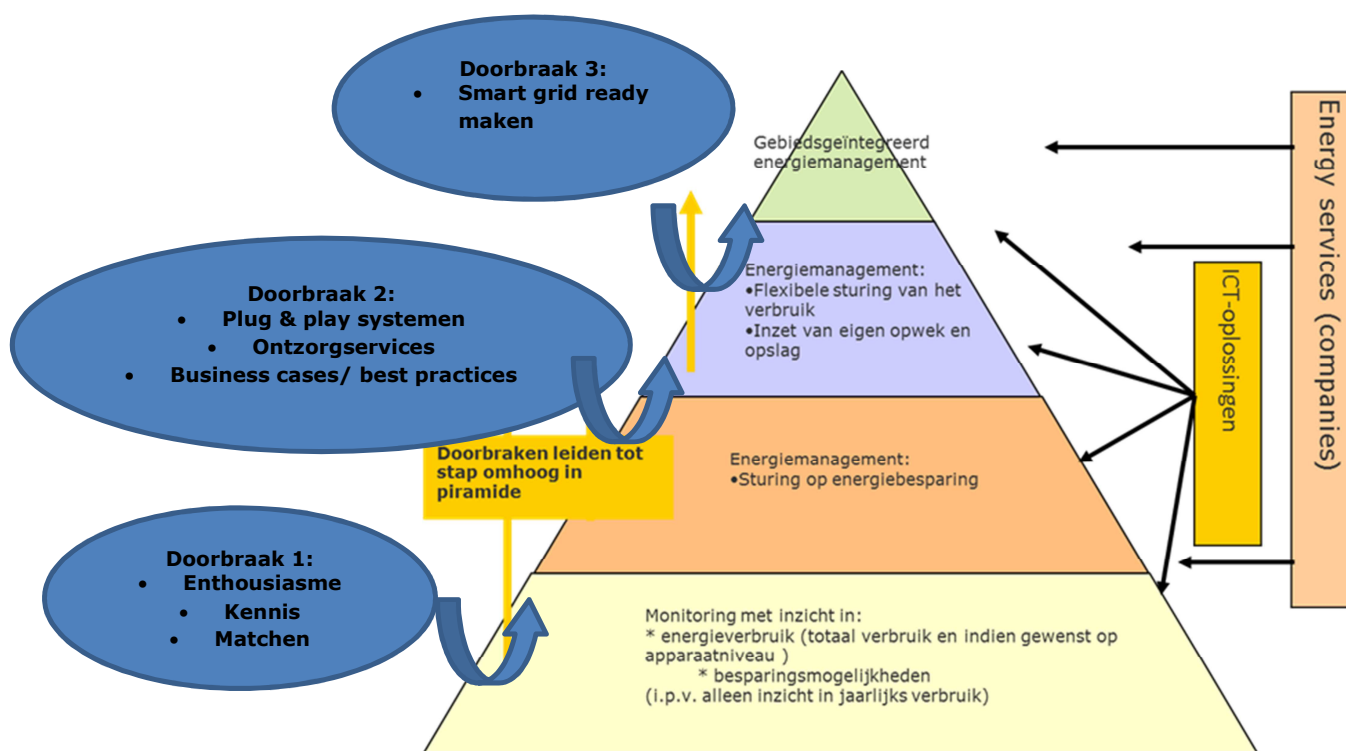 Doorbraak 3:
• Smart grid ready
maken
Gebiedsgeïntegreerd
energiemanagement
Energy services (companies)
Doorbraak 2:
• Plug & play systemen
• Ontzorgservices
• Business cases/ best practices
Energiemanagement:
•Flexibele sturing van het
verbruik
•Inzet van eigen opwek en
opslag
ICT-oplossingen
Doorbraken leiden tot
stap omhoog in
piramide
Energiemanagement:
•Sturing op energiebesparing
Doorbraak 1:
• Enthousiasme
• Kennis
• Matchen
Monitoring met inzicht in:
* energieverbruik (totaal verbruik en indien gewenst op
apparaatniveau )
* besparingsmogelijkheden
(i.p.v. alleen inzicht in jaarlijks verbruik)